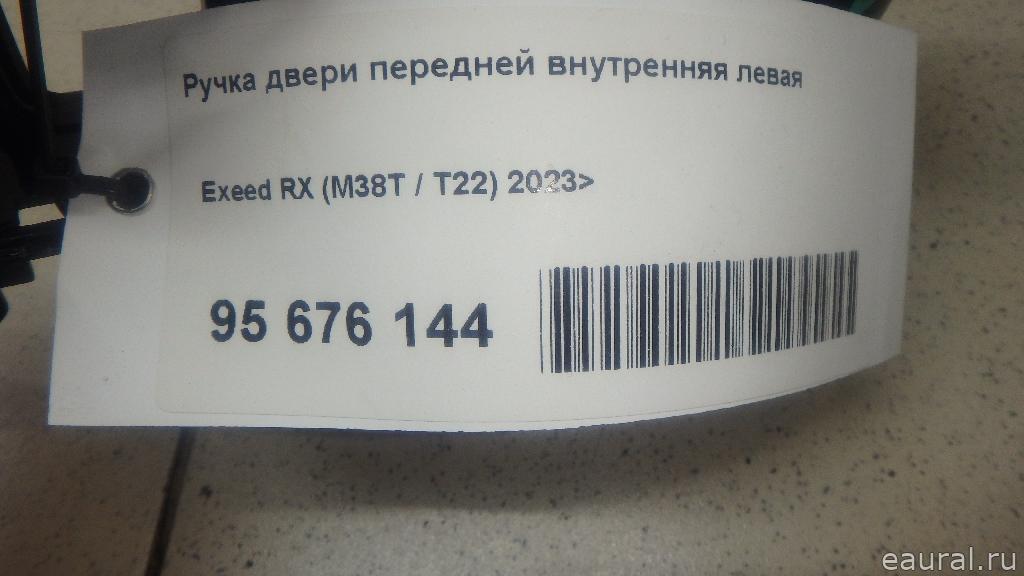 Ручка двери передней внутренняя левая
Exeed RX (M38T / T22) 2023>
95 676 144
eaural.ru